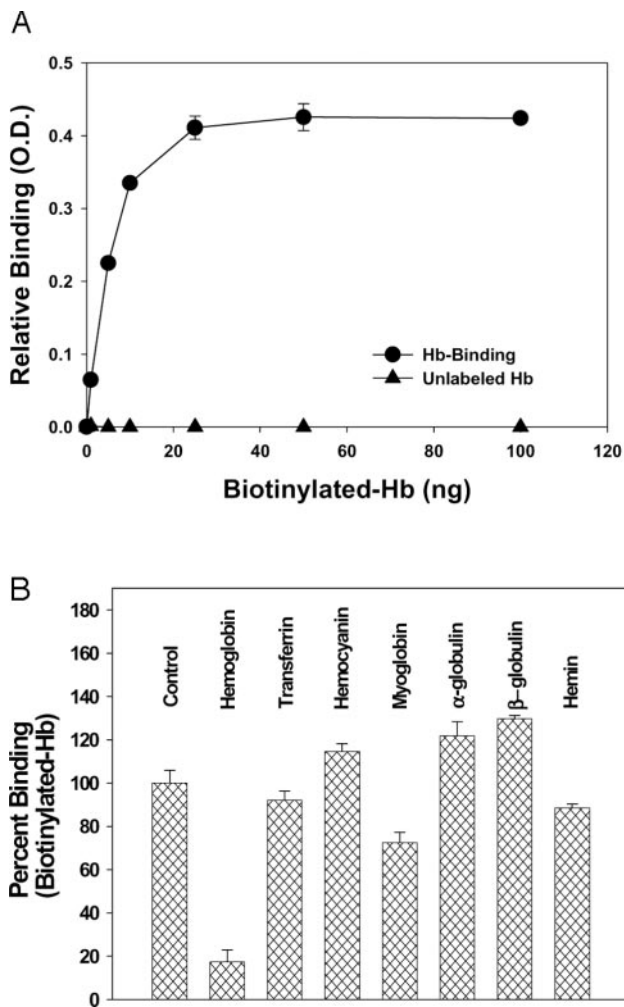 A
0.5
0.4
0.3
0.2
0.1
0.0
Relative Binding (O.D.)
Hb-Binding
Unlabeled Hb
0 20 40 60 80 100 120
Biotinylated-Hb (ng)
B
180
160
140
120
100
80
60
40
20
0
Percent Binding
(Biotinylated-Hb)
Control
Hemoglobin
Transferrin
Hemocyanin
Myoglobin
α-globulin
β–globulin
Hemin